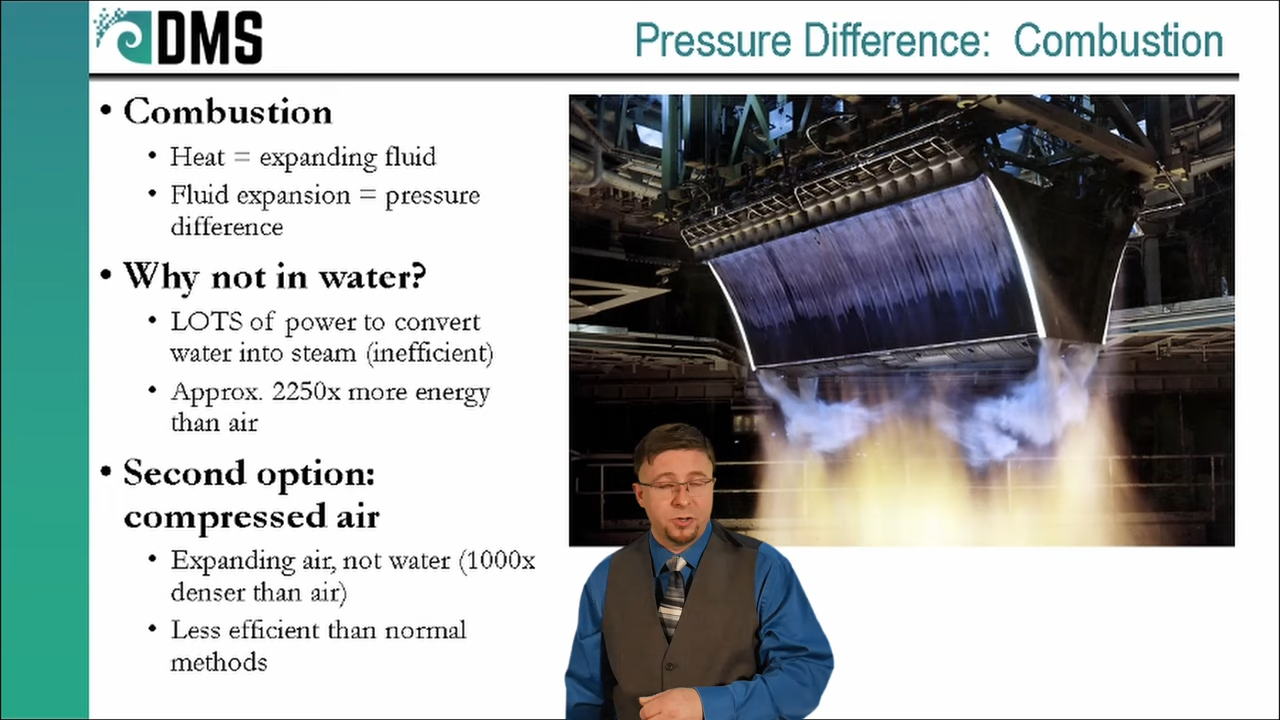 DMS
Pressure Difference: Combustion
• Combustion
• Heat = expanding fluid
• Fluid expansion = pressure
difference
• Why not in water?
• LOTS of power to convert
water into steam (inefficient)
• Approx. 2250x more energy
than air
• Second option:
compressed air
• Expanding air, not water (1000x
denser than air)
• Less efficient than normal
methods